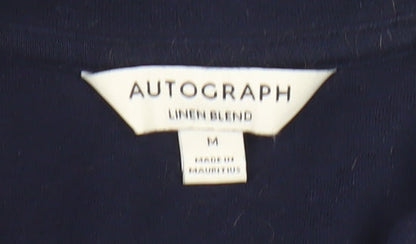 AUTOGRAPH
LINEN BLEND
M
MADE IN
MAURITIUS